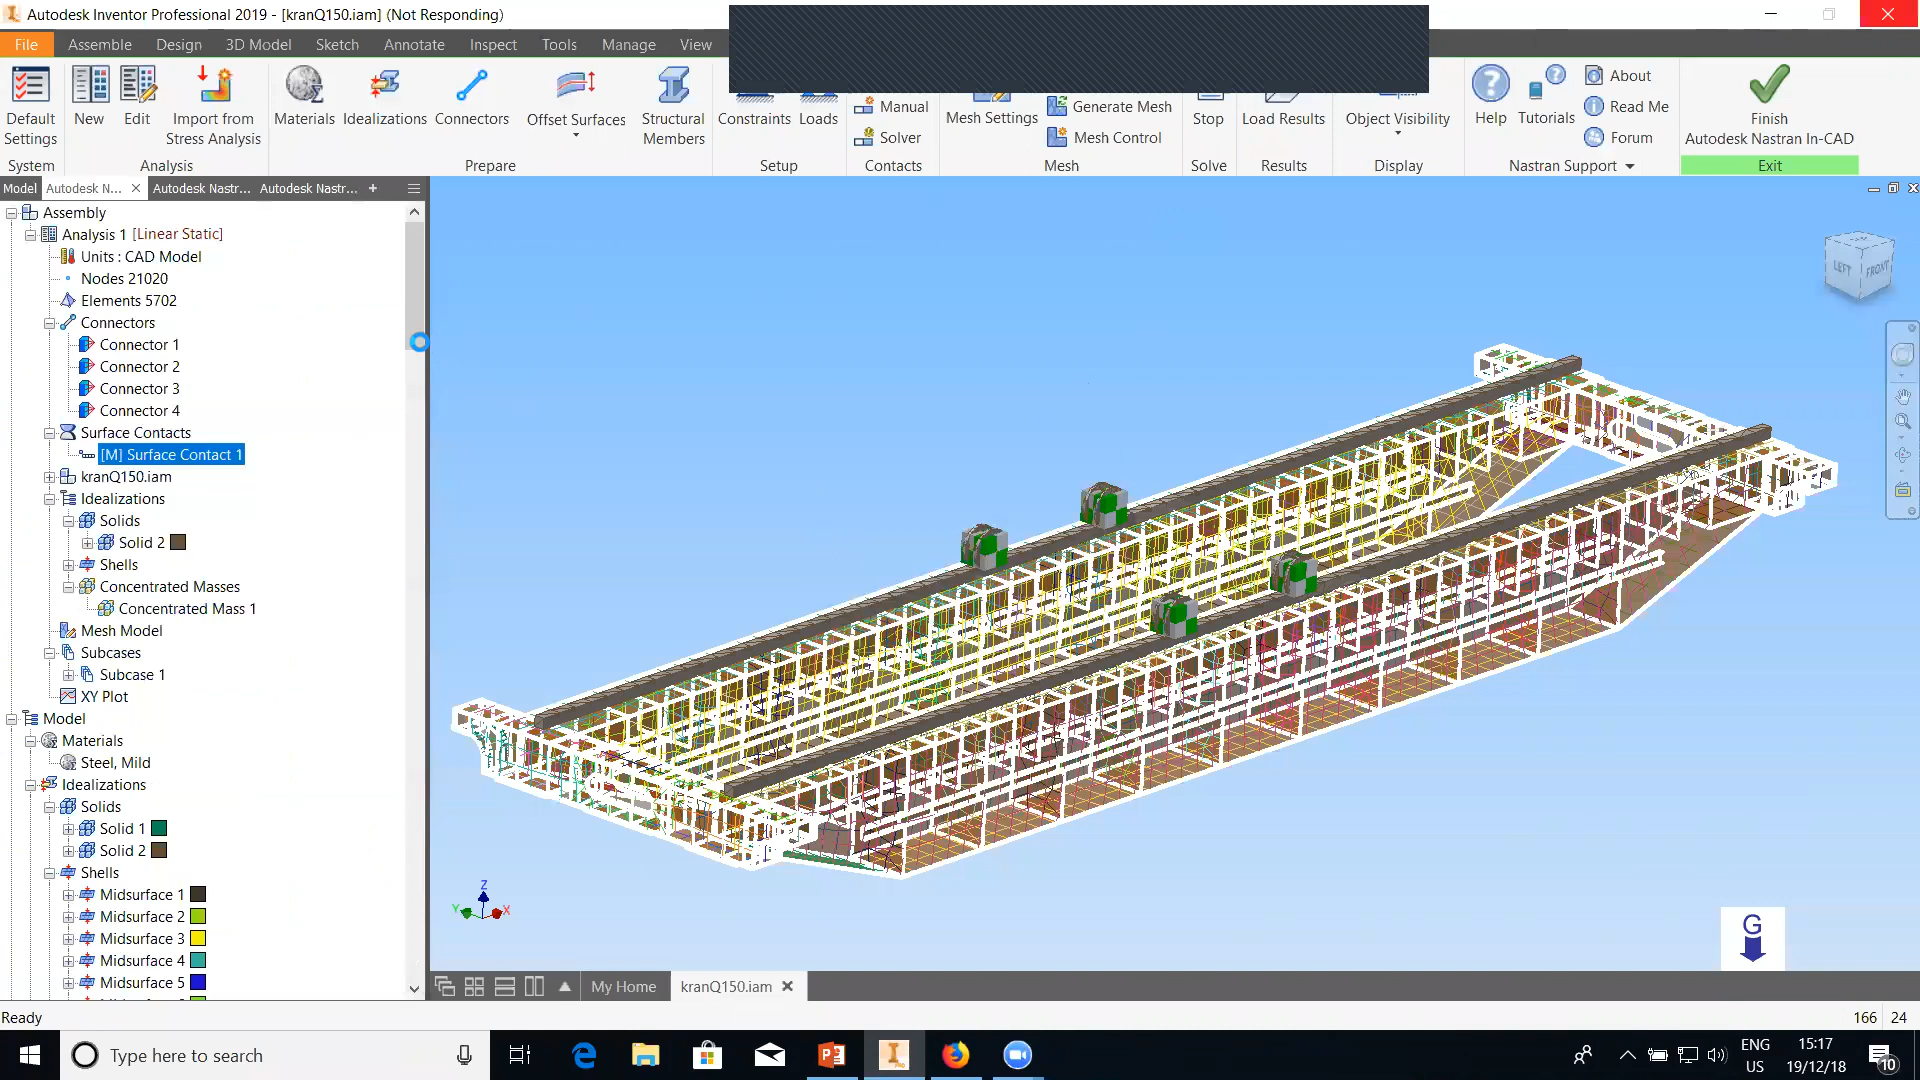 Autodesk Inventor Professional 2019 - [kranQ150.iam] (Not Responding)
File Assemble Design 3D Model Sketch Annotate Inspect Tools Manage View
Default Settings
New
Edit
Import from Stress Analysis
Materials
Idealizations
Connectors
Offset Surfaces
Structural Members
Constraints
Loads
Manual
Solver
Mesh Settings
Generate Mesh
Mesh Control
Stop
Load Results
Object Visibility
Help
Tutorials
About
Read Me
Forum
Finish
Autodesk Nastran In-CAD
System Analysis Prepare Setup Contacts Mesh Solve Results Display Nastran Support Exit
Model Autodesk N... Autodesk Nastr... Autodesk Nastr... +
Assembly
Analysis 1 [Linear Static]
Units : CAD Model
Nodes 21020
Elements 5702
Connectors
Connector 1
Connector 2
Connector 3
Connector 4
Surface Contacts
[M] Surface Contact 1
kranQ150.iam
Idealizations
Solids
Solid 2
Shells
Concentrated Masses
Concentrated Mass 1
Mesh Model
Subcases
Subcase 1
XY Plot
Model
Materials
Steel, Mild
Idealizations
Solids
Solid 1
Solid 2
Shells
Midsurface 1
Midsurface 2
Midsurface 3
Midsurface 4
Midsurface 5
LEFT FRONT
Z
Y
X
G
My Home kranQ150.iam
Ready
166 24
Type here to search
ENG
US
15:17
19/12/18
10